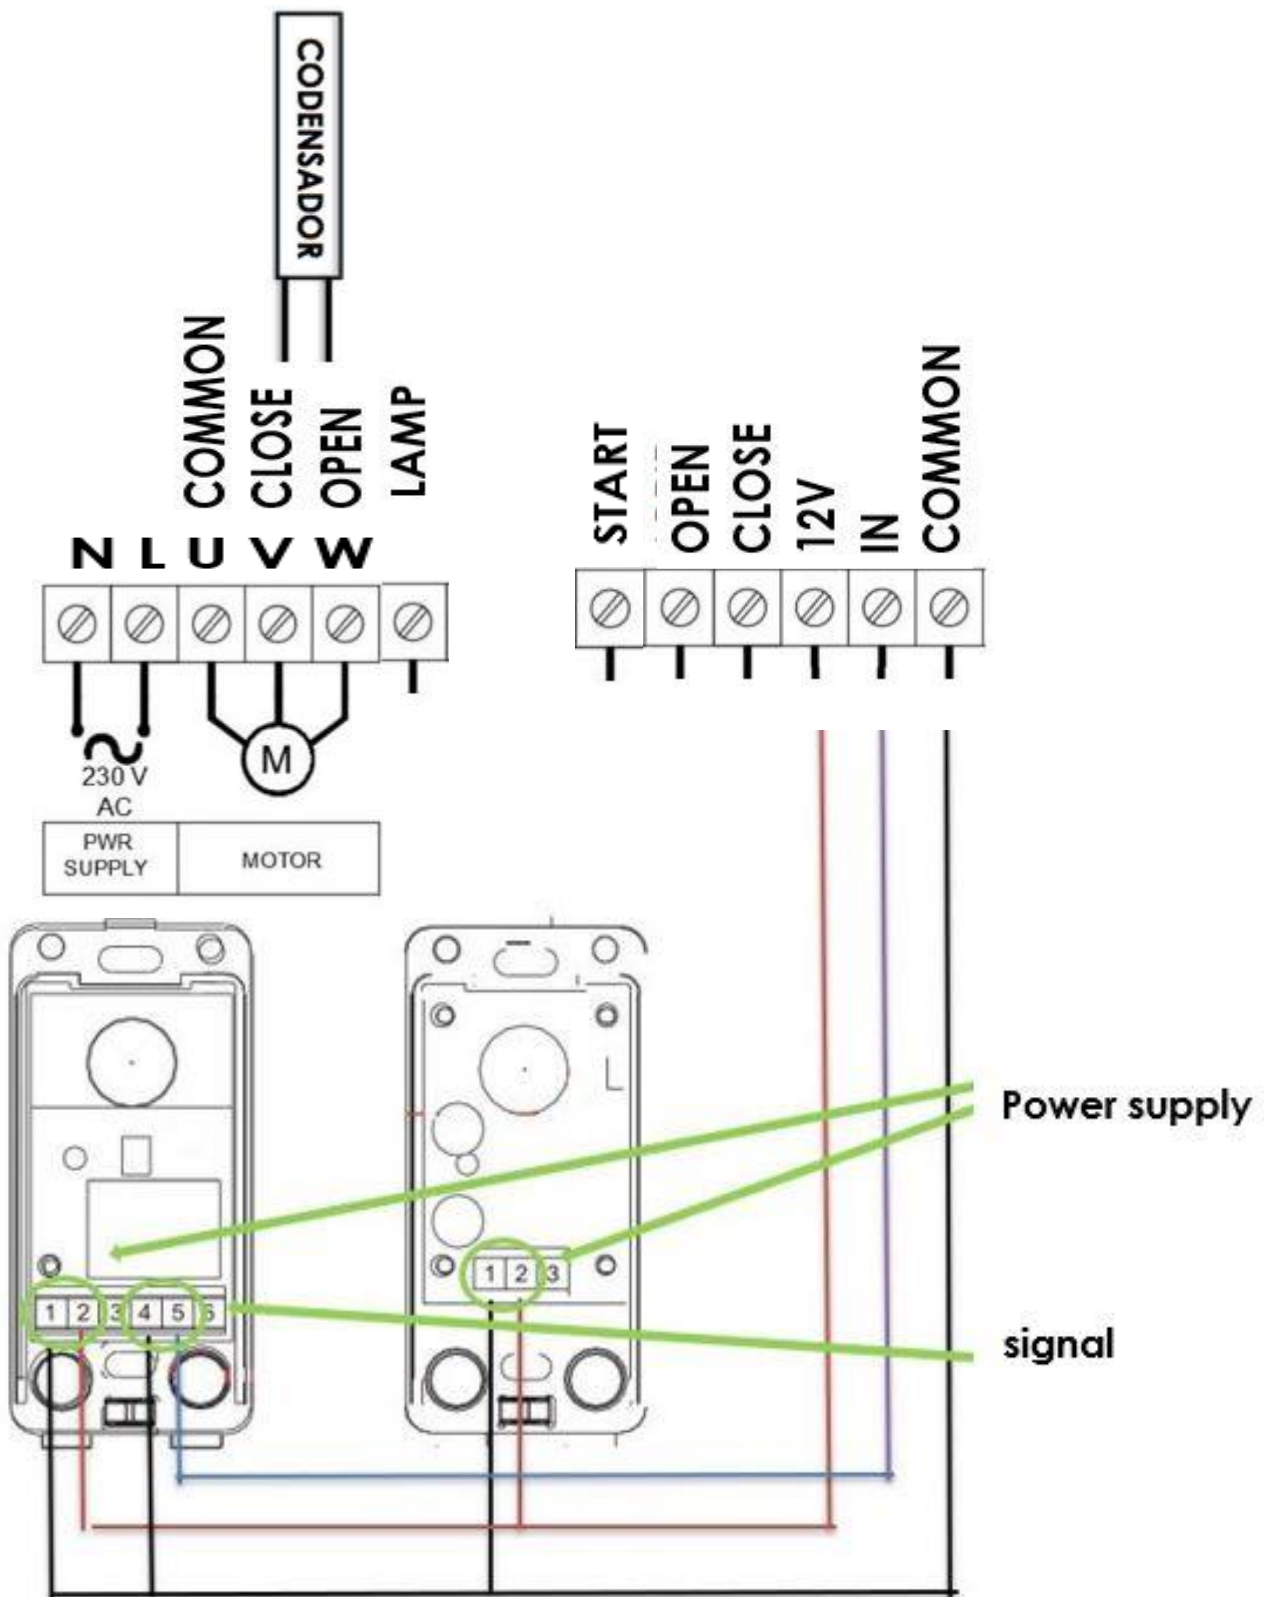 CODENSADOR
COMMON
CLOSE
OPEN
LAMP
N L U V W
START
OPEN
CLOSE
12V
IN
COMMON
M
230 V
AC
PWR
SUPPLY
MOTOR
L
Power supply
1 2 3
1 2 3 4 5 6
signal